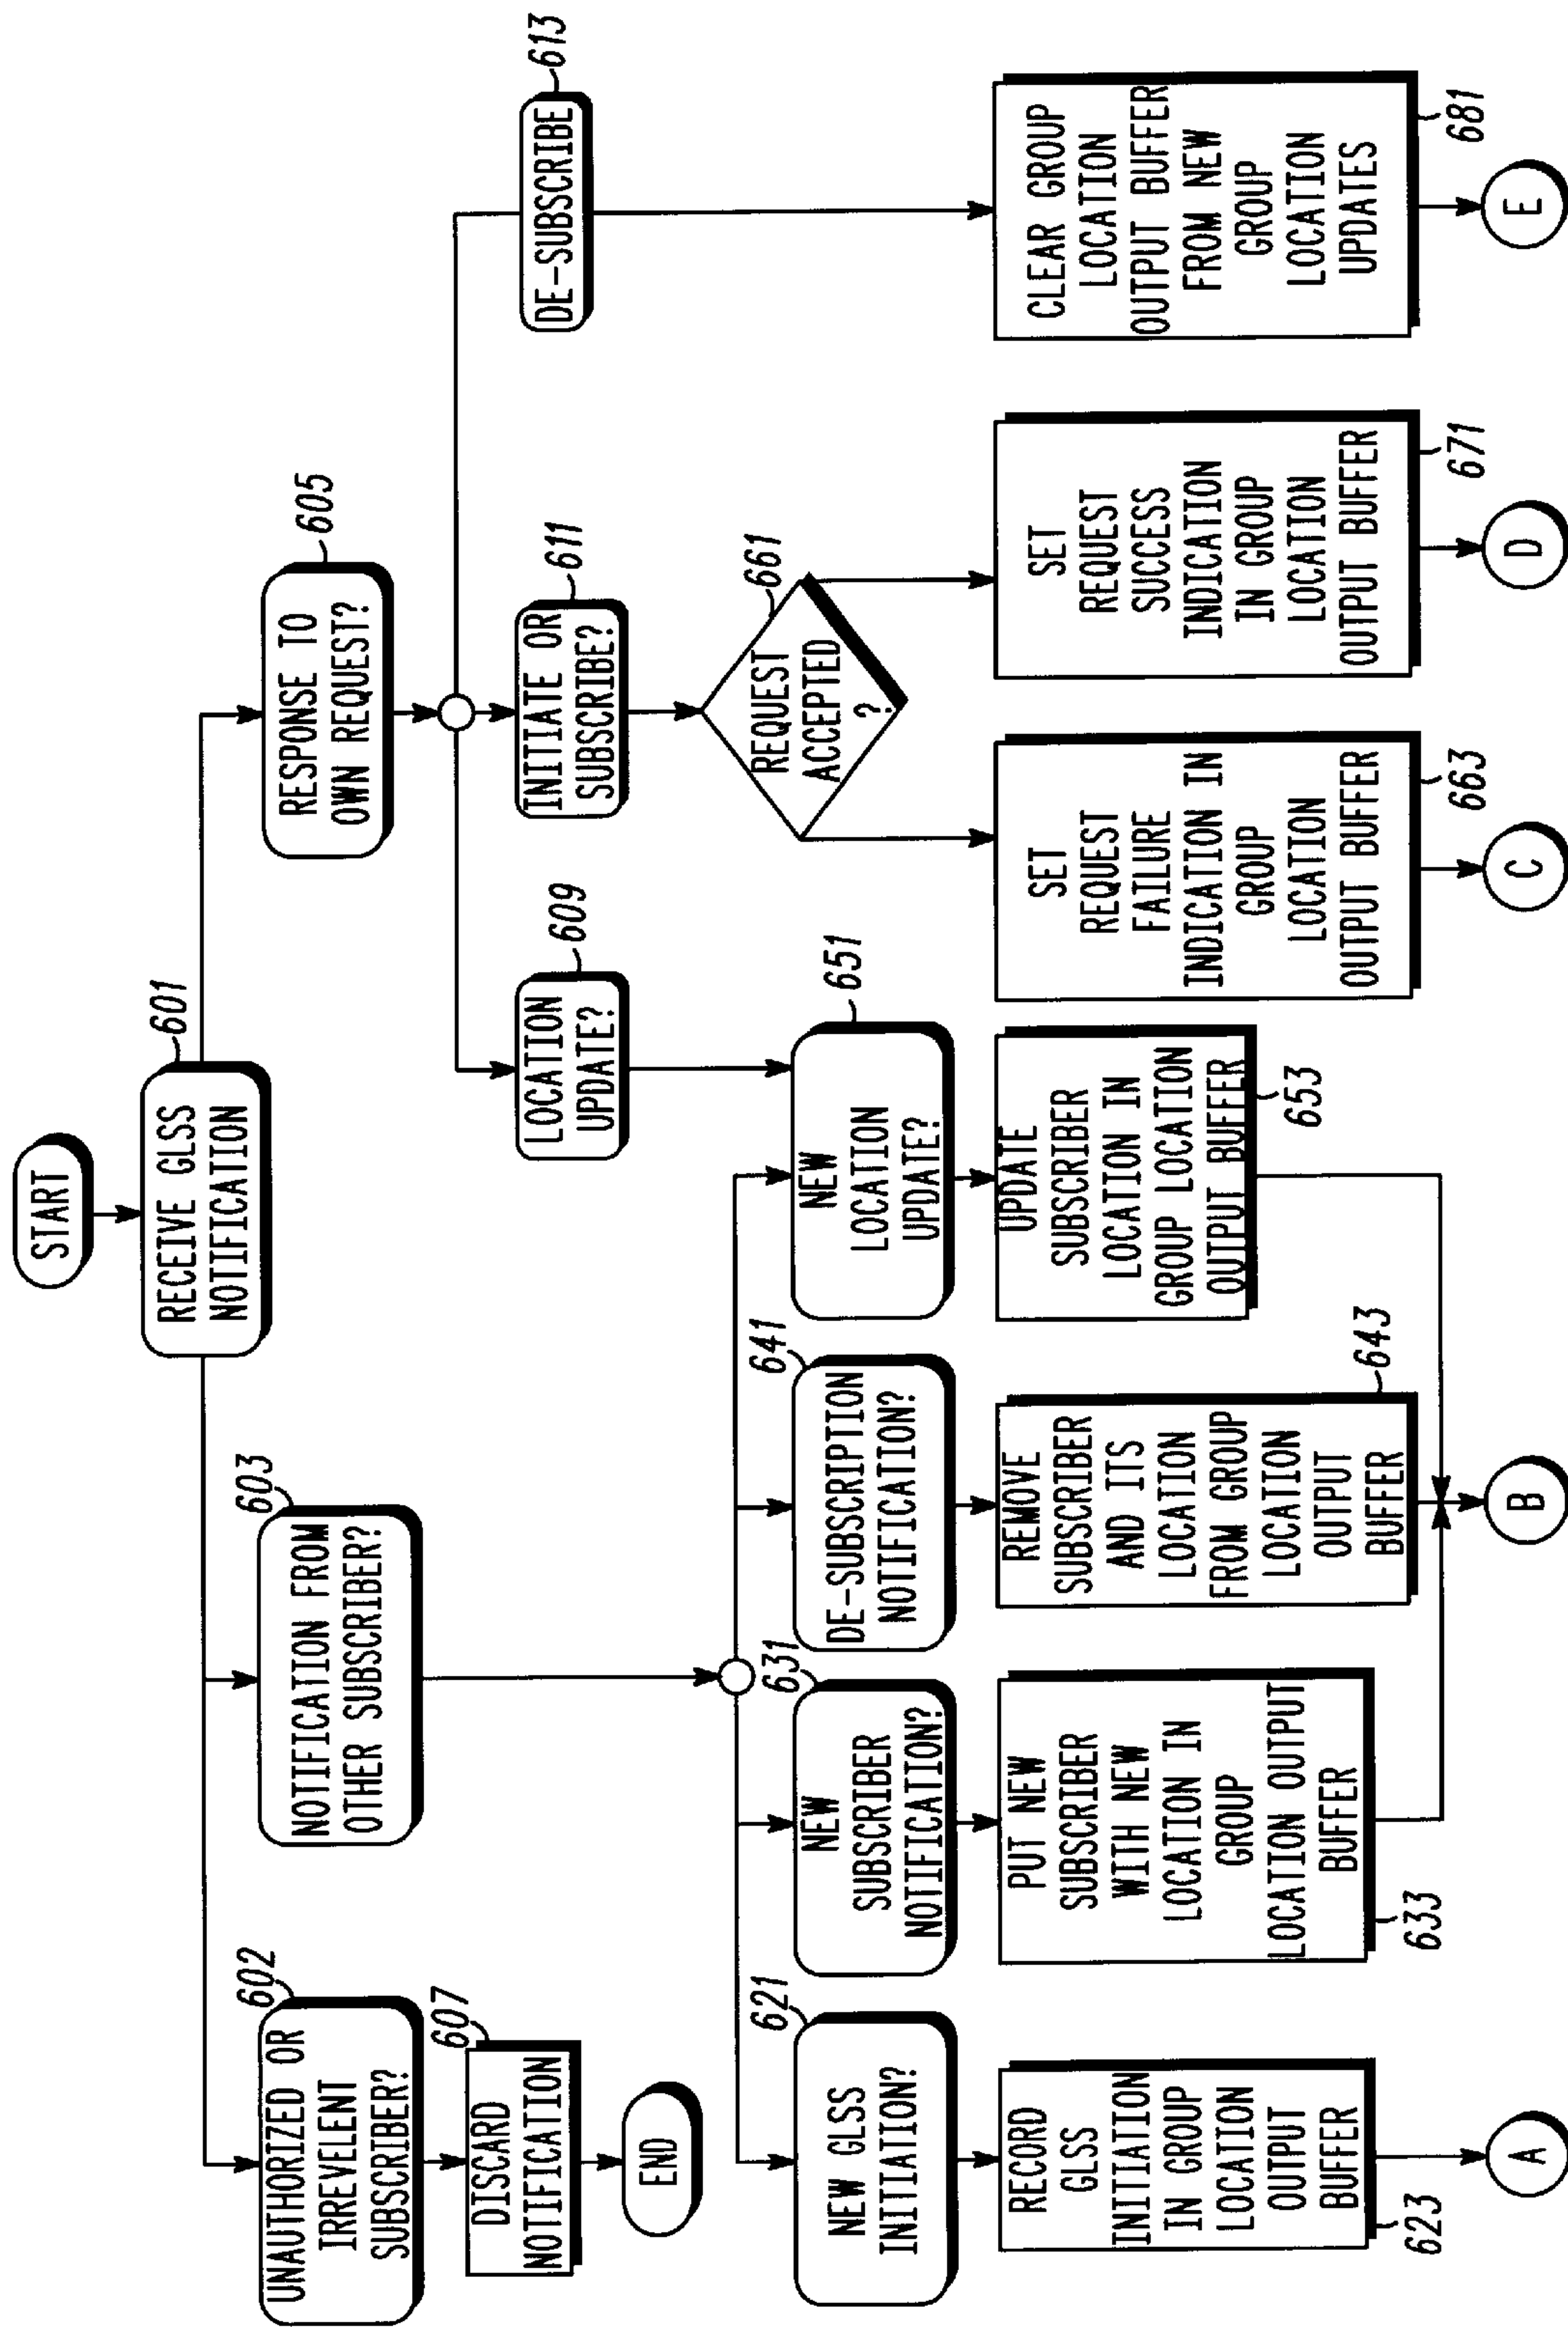 START
601
RECEIVE GLSS
NOTIFICATION
602
UNAUTHORIZED OR
IRREVELENT
SUBSCRIBER?
603
NOTIFICATION FROM
OTHER SUBSCRIBER?
605
RESPONSE TO
OWN REQUEST?
607
DISCARD
NOTIFICATION
END
609
LOCATION
UPDATE?
611
INITIATE OR
SUBSCRIBE?
613
DE-SUBSCRIBE
621
NEW GLSS
INITIATION?
631
NEW
SUBSCRIBER
NOTIFICATION?
641
DE-SUBSCRIPTION
NOTIFICATION?
651
NEW
LOCATION
UPDATE?
661
REQUEST
ACCEPTED
?
RECORD
GLSS
INITIATION
IN GROUP
LOCATION
OUTPUT
BUFFER
623
PUT NEW
SUBSCRIBER
WITH NEW
LOCATION IN
GROUP
LOCATION OUTPUT
BUFFER
633
REMOVE
SUBSCRIBER
AND ITS
LOCATION
FROM GROUP
LOCATION
OUTPUT
BUFFER
643
UPDATE
SUBSCRIBER
LOCATION IN
GROUP LOCATION
OUTPUT BUFFER
653
SET
REQUEST
FAILURE
INDICATION IN
GROUP
LOCATION
OUTPUT BUFFER
663
SET
REQUEST
SUCCESS
INDICATION
IN GROUP
LOCATION
OUTPUT BUFFER
671
CLEAR GROUP
LOCATION
OUTPUT BUFFER
FROM NEW
GROUP
LOCATION
UPDATES
681
A
B
C
D
E